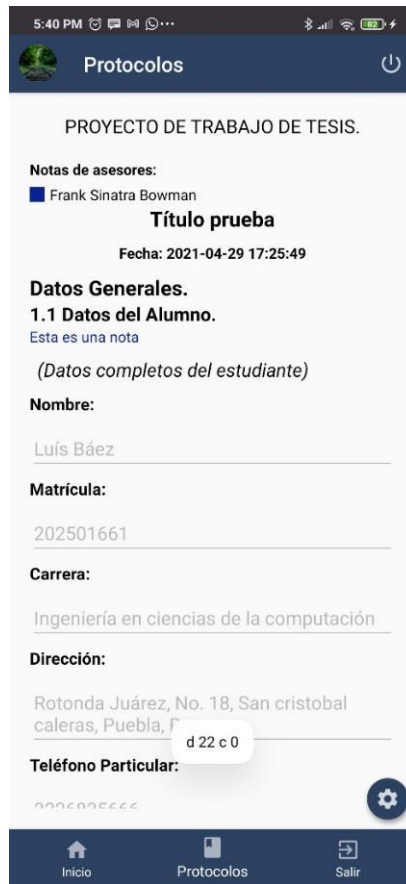 5:40 PM
82
Protocolos
PROYECTO DE TRABAJO DE TESIS.
Notas de asesores:
Frank Sinatra Bowman
Título prueba
Fecha: 2021-04-29 17:25:49
Datos Generales.
1.1 Datos del Alumno.
Esta es una nota
(Datos completos del estudiante)
Nombre:
Luís Báez
Matrícula:
202501661
Carrera:
Ingeniería en ciencias de la computación
Dirección:
Rotonda Juárez, No. 18, San cristobal
caleras, Puebla,
d 22 c 0
Teléfono Particular:
Inicio
Protocolos
Salir